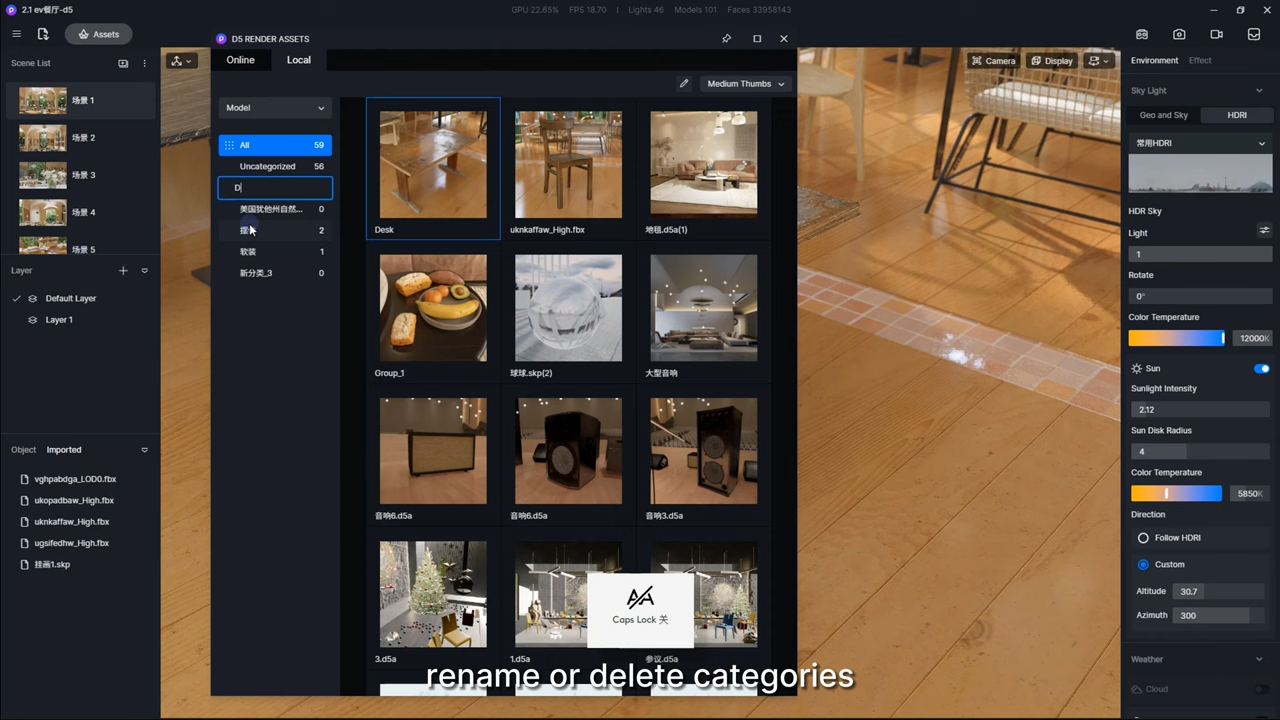 2.1 ev餐厅-d5
GPU 22.65% FPS 18.70 | Lights 46 Models 101 Faces 33958143
Assets
D5 RENDER ASSETS
Online Local
Scene List
场景 1
场景 2
场景 3
场景 4
场景 5
Layer
Default Layer
Layer 1
Object Imported
vghpabdga_LOD0.fbx
ukopadbaw_High.fbx
uknkaffaw_High.fbx
ugsifedhw_High.fbx
挂画1.skp
Medium Thumbs
Model
All 59
Uncategorized 56
D
美国犹他州自然... 0
2
软装 1
新分类_3 0
Desk
uknkaffaw_High.fbx
地毯.d5a(1)
Group_1
球球.skp(2)
大型音响
音响6.d5a
音响6.d5a
音响3.d5a
3.d5a
1.d5a
参议.d5a
Caps Lock 关
rename or delete categories
Camera
Display
Environment Effect
Sky Light
Geo and Sky HDRI
常用HDRI
HDR Sky
Light
1
Rotate
0°
Color Temperature
12000K
Sun
Sunlight Intensity
2.12
Sun Disk Radius
4
Color Temperature
5850K
Direction
Follow HDRI
Custom
Altitude 30.7
Azimuth 300
Weather
Cloud